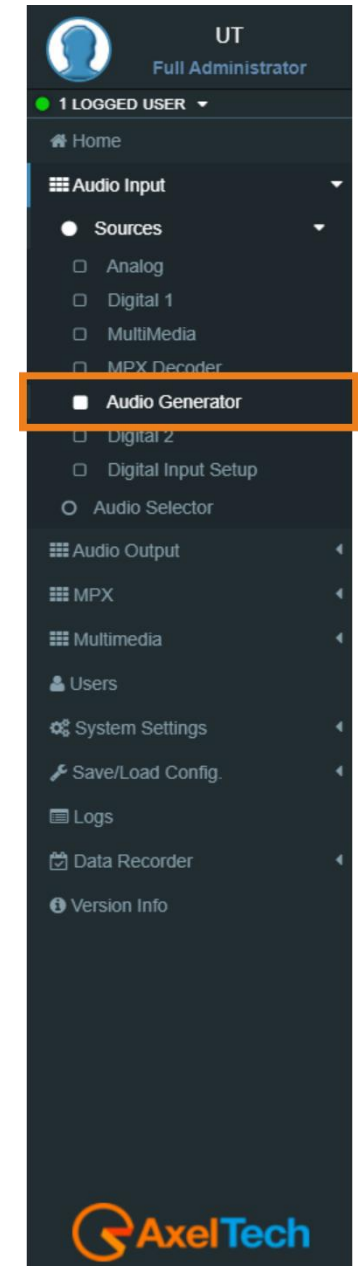 UT
Full Administrator
1 LOGGED USER
Home
Audio Input
Sources
Analog
Digital 1
MultiMedia
MPX Decoder
Audio Generator
Digital 2
Digital Input Setup
Audio Selector
Audio Output
MPX
Multimedia
Users
System Settings
Save/Load Config.
Logs
Data Recorder
Version Info
AxelTech